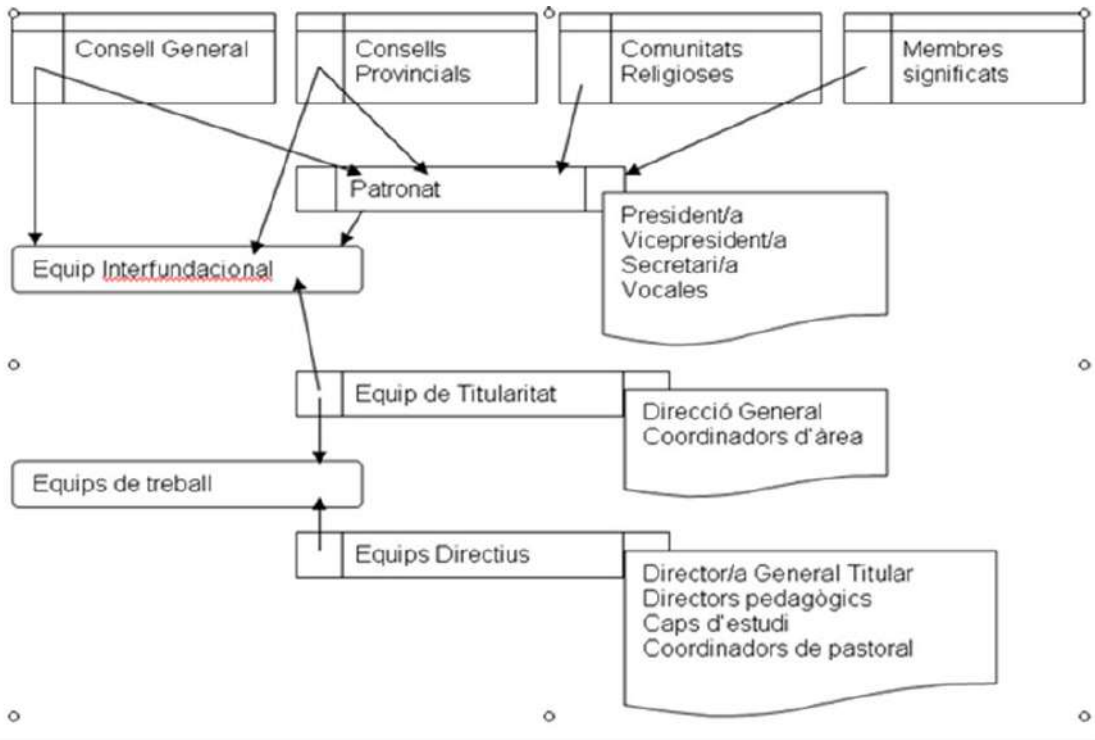 Consell General
Consells
Provincials
Comunitats
Religioses
Membres
significats
Patronat
President/a
Vicepresident/a
Secretari/a
Vocales
Equip Interfundacional
Equip de Titularitat
Direcció General
Coordinadors d'àrea
Equips de treball
Equips Directius
Director/a General Titular
Directors pedagògics
Caps d'estudi
Coordinadors de pastoral